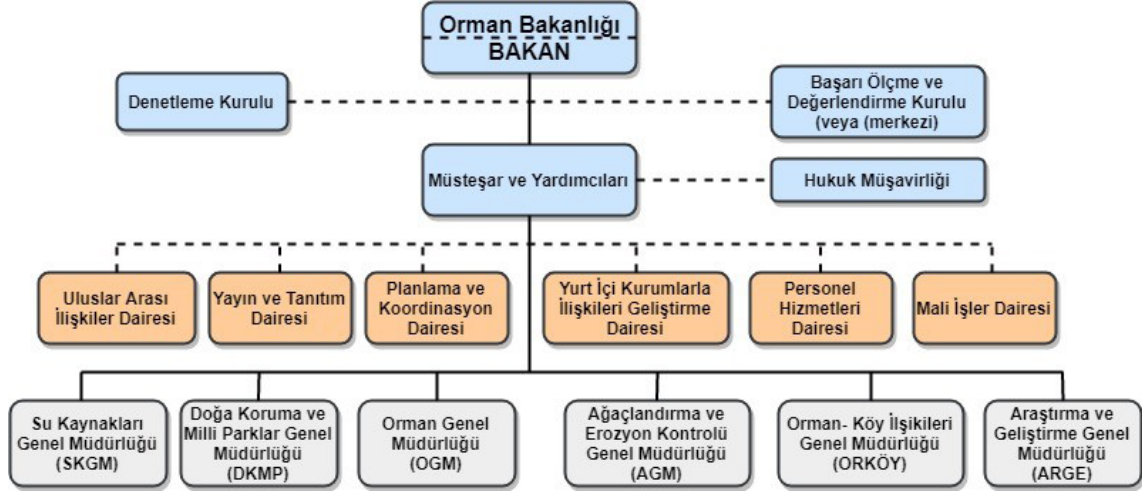 Orman Bakanlığı
BAKAN
Denetleme Kurulu
Başarı Ölçme ve
Değerlendirme Kurulu
(veya (merkezi)
Müsteşar ve Yardımcıları
Hukuk Müşavirliği
Uluslar Arası
İlişkiler Dairesi
Yayın ve Tanıtım
Dairesi
Planlama ve
Koordinasyon
Dairesi
Yurt İçi Kurumlarla
İlişkileri Geliştirme
Dairesi
Personel
Hizmetleri
Dairesi
Mali İşler Dairesi
Su Kaynakları
Genel Müdürlüğü
(SKGM)
Doğa Koruma ve
Milli Parklar Genel
Müdürlüğü
(DKMP)
Orman Genel
Müdürlüğü
(OGM)
Ağaçlandırma ve
Erozyon Kontrolü
Genel Müdürlüğü
(AGM)
Orman- Köy İlşikileri
Genel Müdürlüğü
(ORKÖY)
Araştırma ve
Geliştirme Genel
Müdürlüğü
(ARGE)